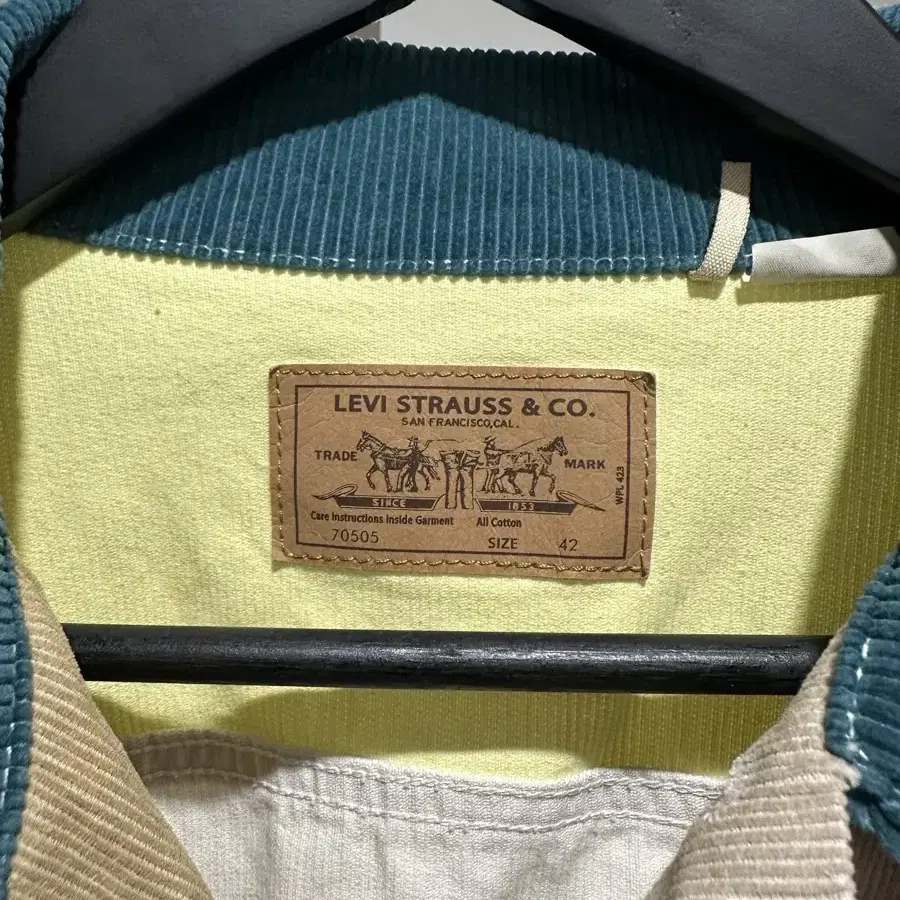 LEVI STRAUSS & CO.
SAN FRANCISCO, CAL.
TRADE MARK
SINCE 1853
WPL 423
Care Instructions Inside Garment All Cotton
70505 SIZE 42